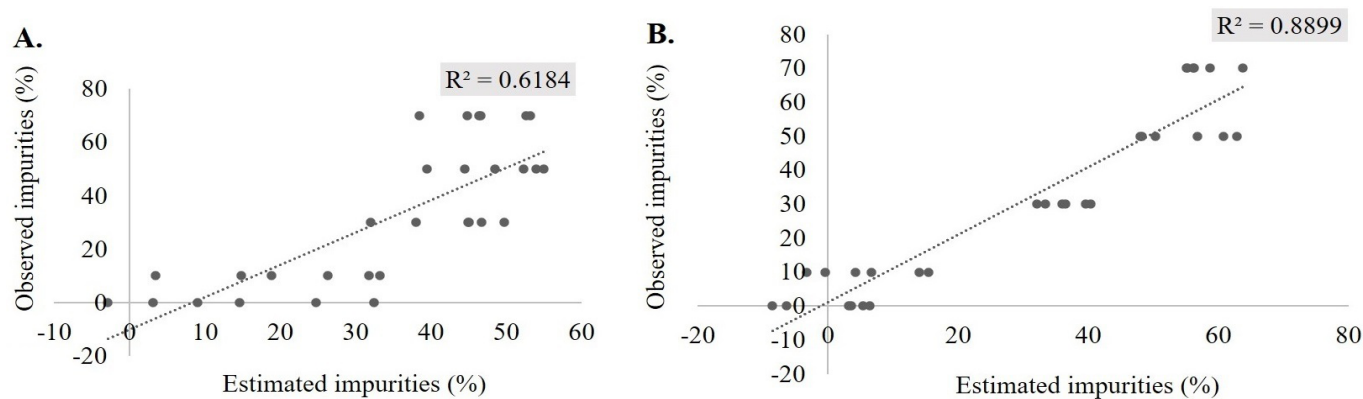 A.
R² = 0.6184
Observed impurities (%)
80
60
40
20
0
-20
-10 0 10 20 30 40 50 60
Estimated impurities (%)
B.
R² = 0.8899
Observed impurities (%)
80
70
60
50
40
30
20
10
0
-10
-20
-20 0 20 40 60 80
Estimated impurities (%)